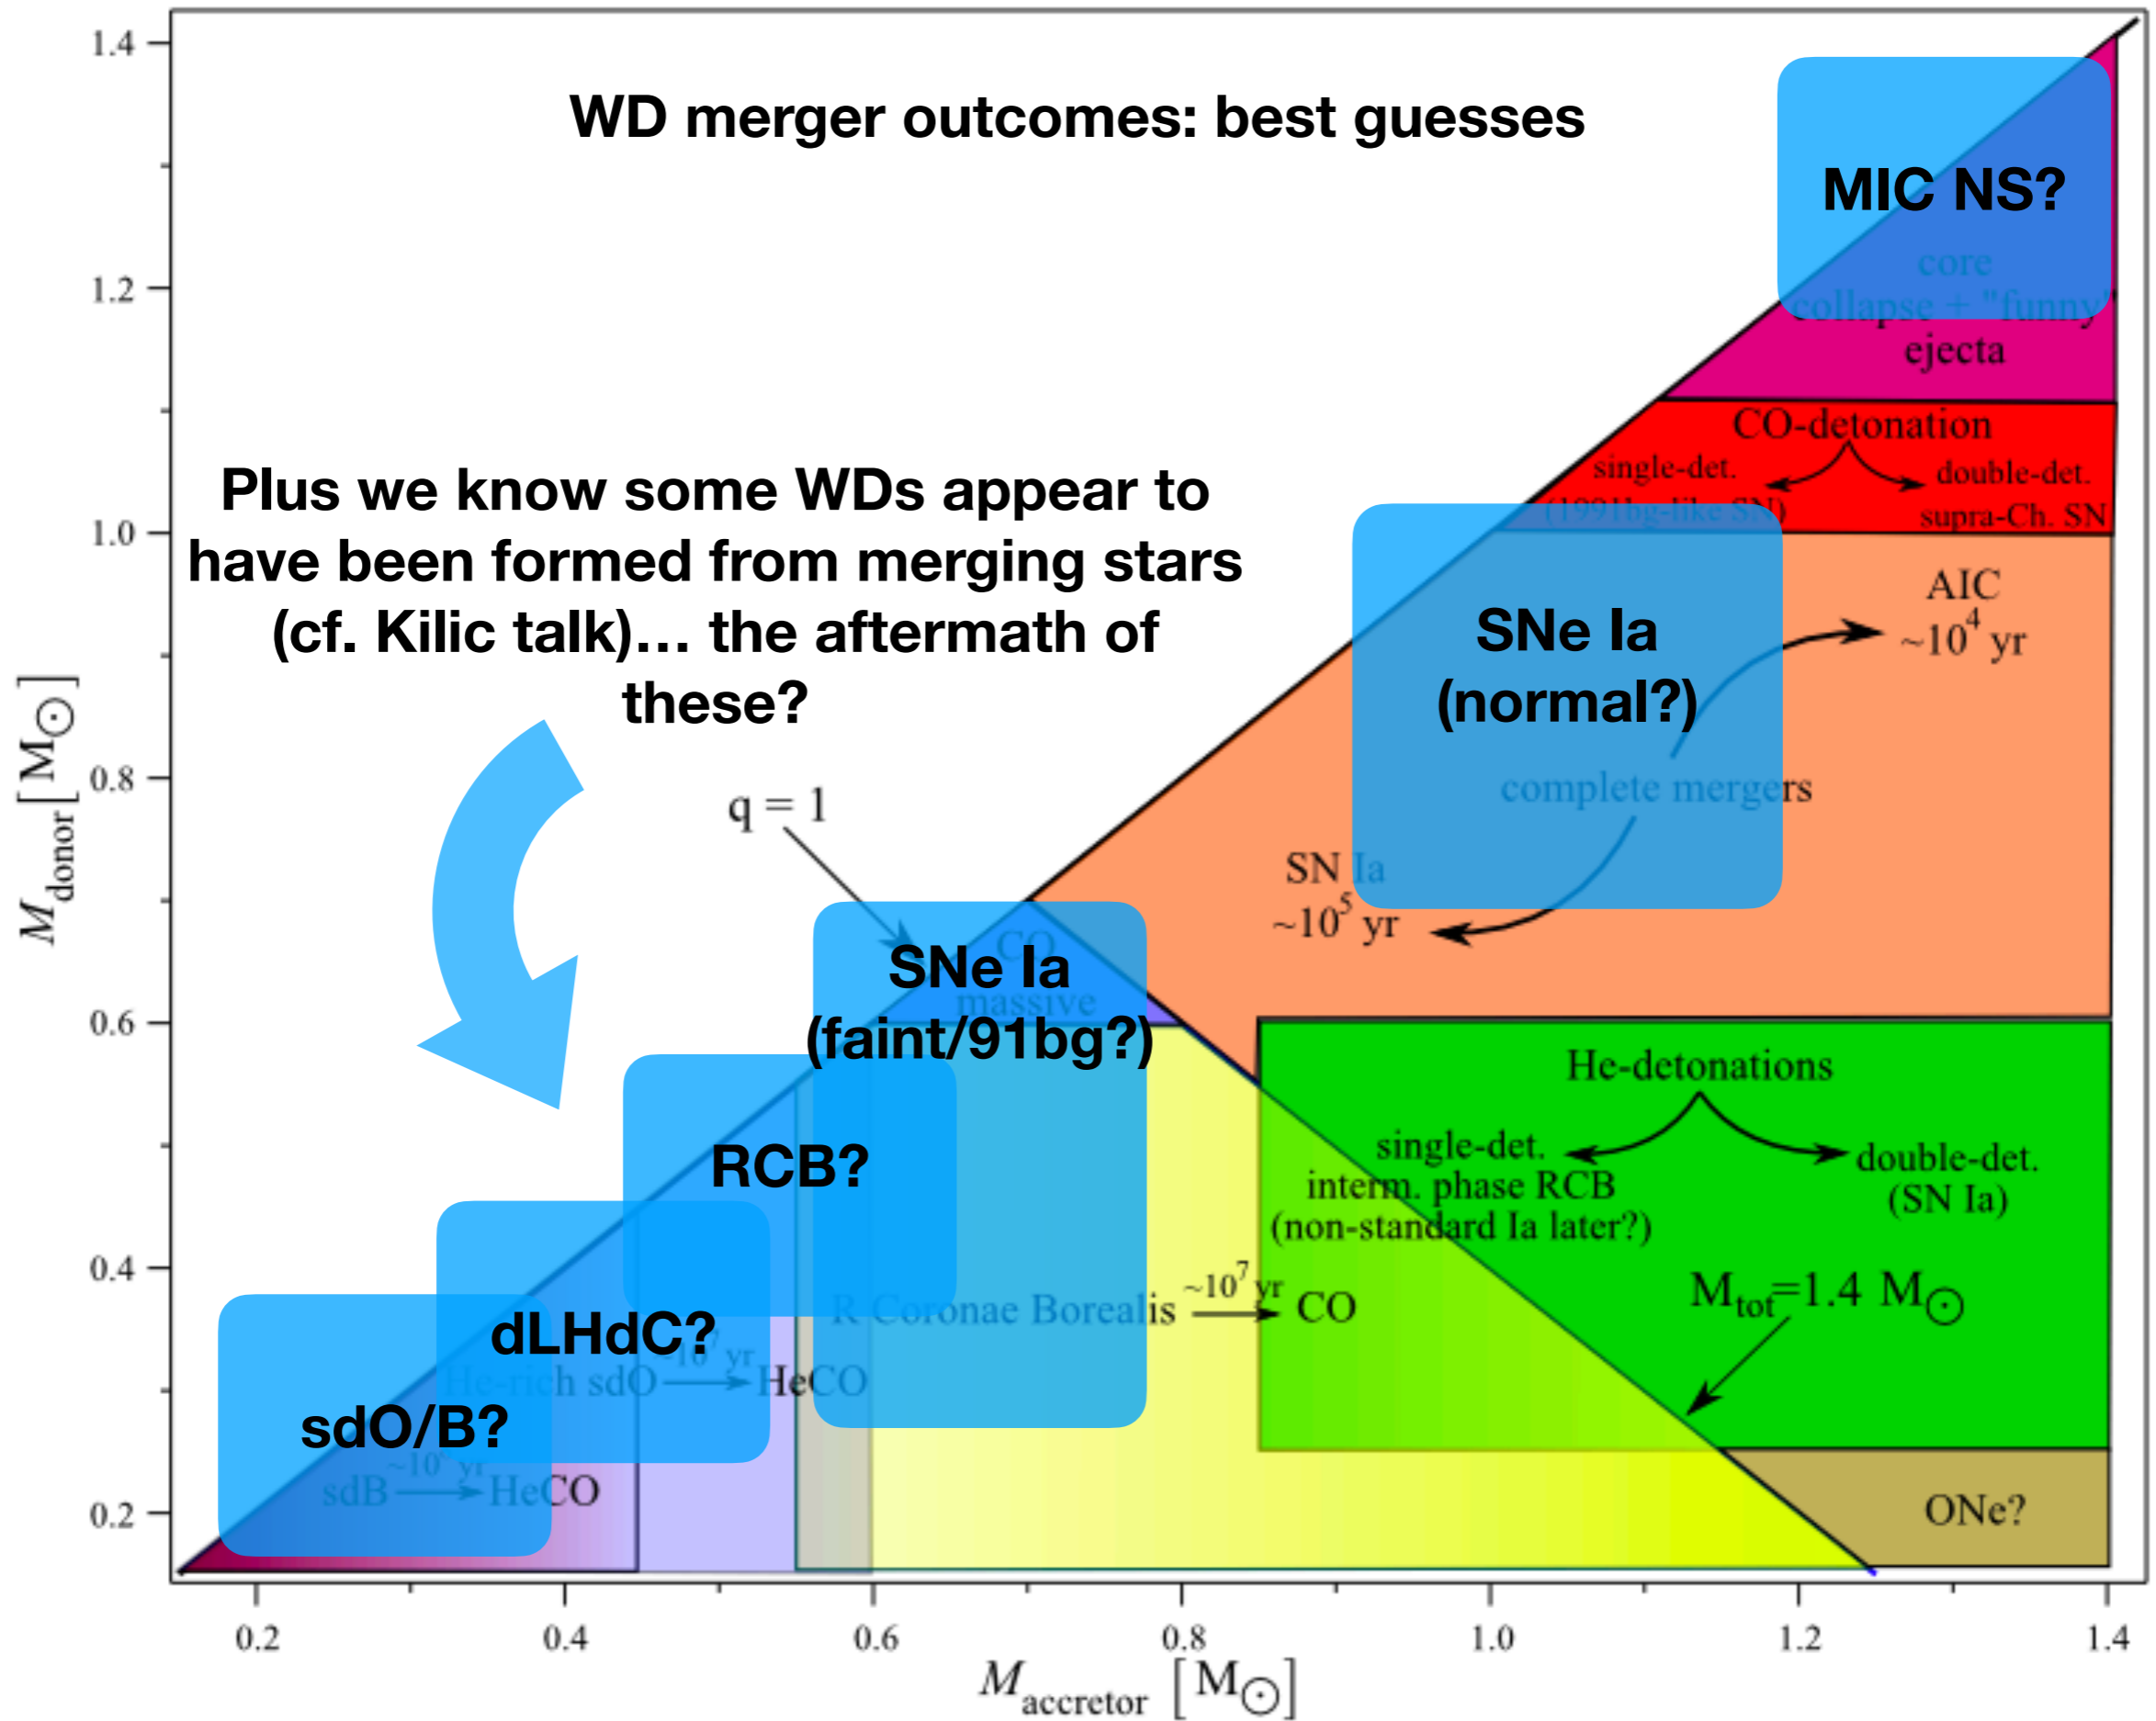 WD merger outcomes: best guesses
MIC NS?
core
collapse + "funny"
ejecta
CO-detonation
single-det.
double-det.
(1991bg-like SN)
supra-Ch. SN
Plus we know some WDs appear to
have been formed from merging stars
(cf. Kilic talk)… the aftermath of
these?
AIC
~10⁴ yr
SNe Ia
(normal?)
complete mergers
SN Ia
~10⁵ yr
q = 1
CO
massive
SNe Ia
(faint/91bg?)
He-detonations
single-det.
interm. phase RCB
(non-standard Ia later?)
double-det.
(SN Ia)
RCB?
R Coronae Borealis ~10⁷ yr CO
Mtot=1.4 M☉
dLHdC?
He-rich sdO yr HeCO
sdO/B?
sdB yr HeCO
ONe?
1.4
1.2
1.0
0.8
0.6
0.4
0.2
Mdonor [M☉]
0.2 0.4 0.6 0.8 1.0 1.2 1.4
Maccretor [M☉]